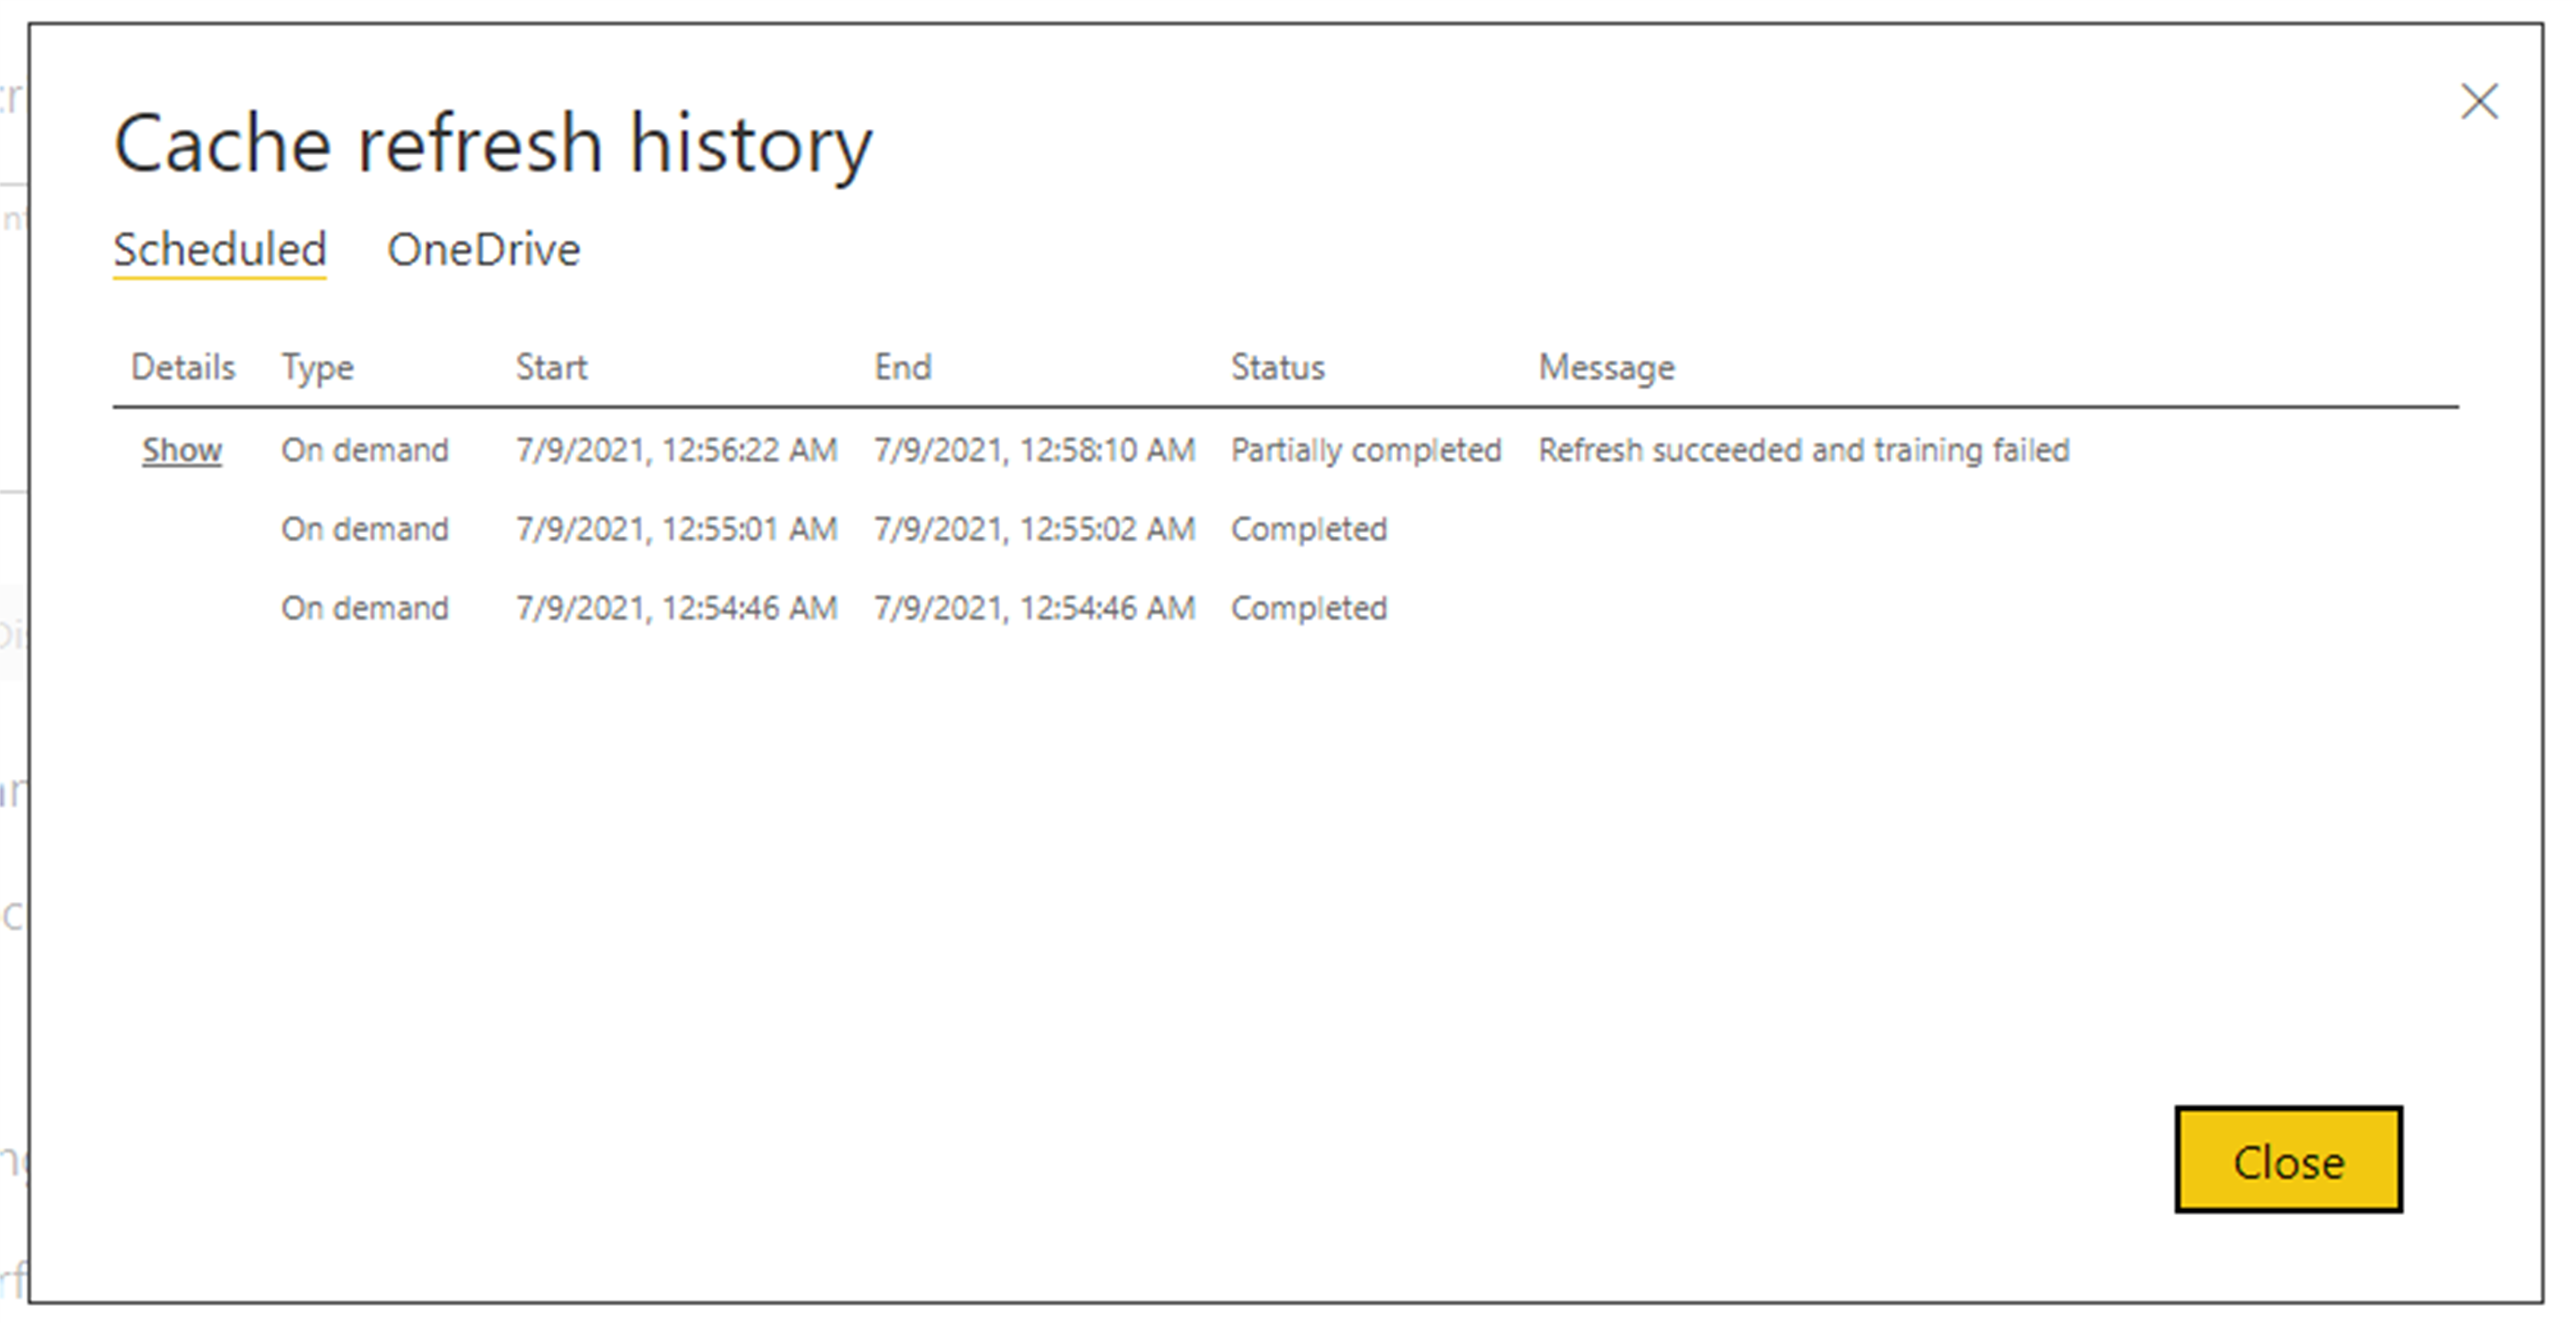 Cache refresh history
Scheduled OneDrive
Details Type Start End Status Message
Show On demand 7/9/2021, 12:56:22 AM 7/9/2021, 12:58:10 AM Partially completed Refresh succeeded and training failed
On demand 7/9/2021, 12:55:01 AM 7/9/2021, 12:55:02 AM Completed
On demand 7/9/2021, 12:54:46 AM 7/9/2021, 12:54:46 AM Completed
Close